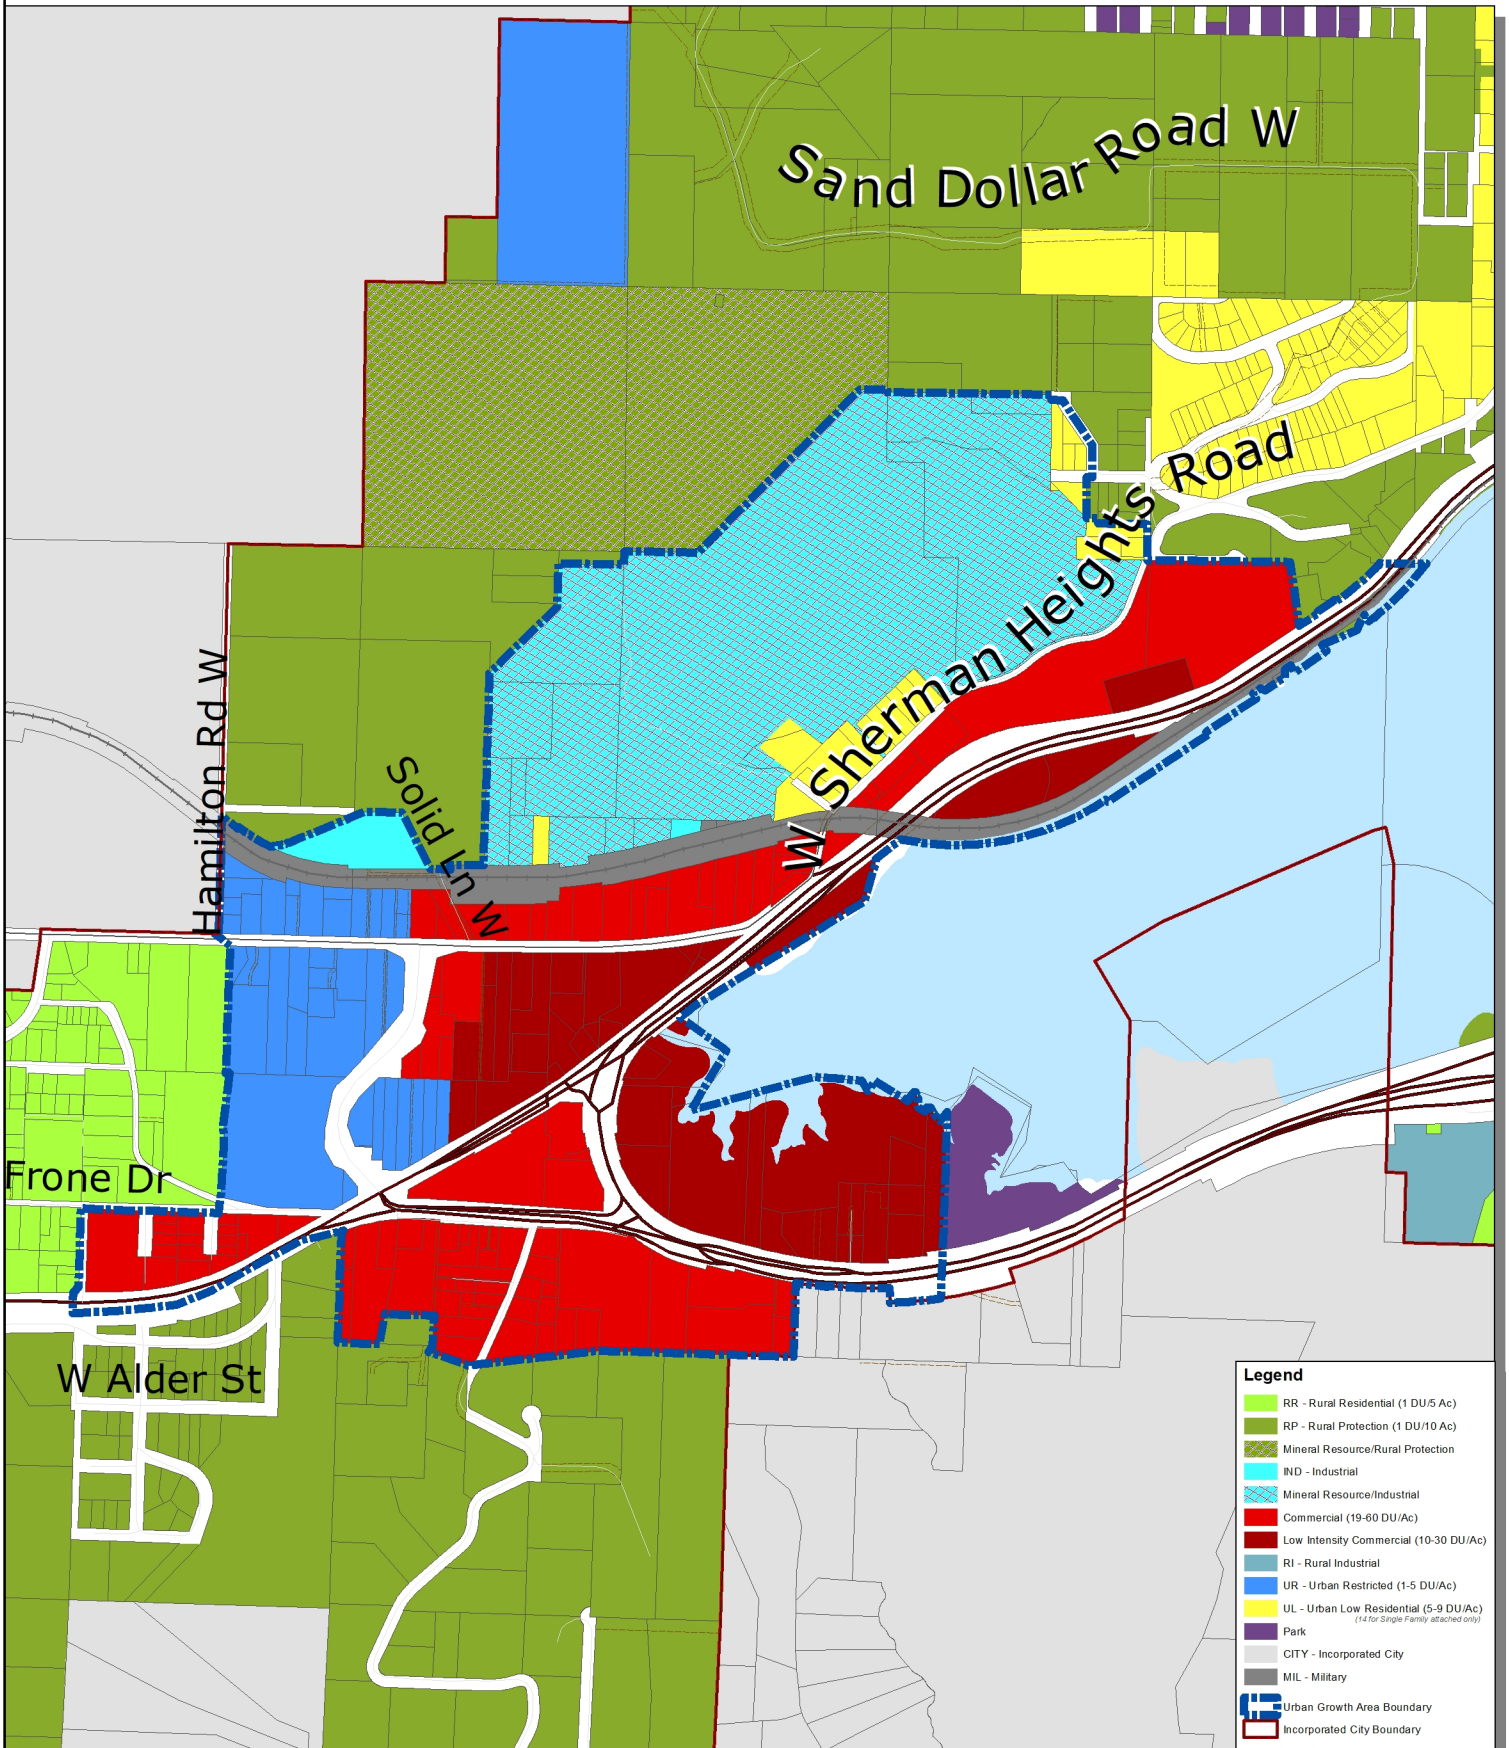 Sand Dollar Road W
W Sherman Heights Road
Hamilton Rd W
Solid Ln W
Frone Dr
W Alder St
Legend
RR - Rural Residential (1 DU/5 Ac)
RP - Rural Protection (1 DU/10 Ac)
Mineral Resource/Rural Protection
IND - Industrial
Mineral Resource/Industrial
Commercial (19-60 DU/Ac)
Low Intensity Commercial (10-30 DU/Ac)
RI - Rural Industrial
UR - Urban Restricted (1-5 DU/Ac)
UL - Urban Low Residential (5-9 DU/Ac)
(14 for Single Family attached only)
Park
CITY - Incorporated City
MIL - Military
Urban Growth Area Boundary
Incorporated City Boundary